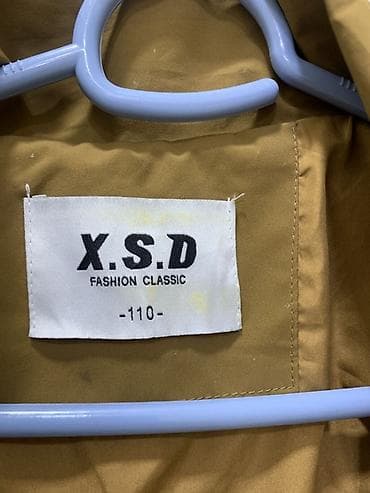 X.S.D
FASHION CLASSIC
-110-